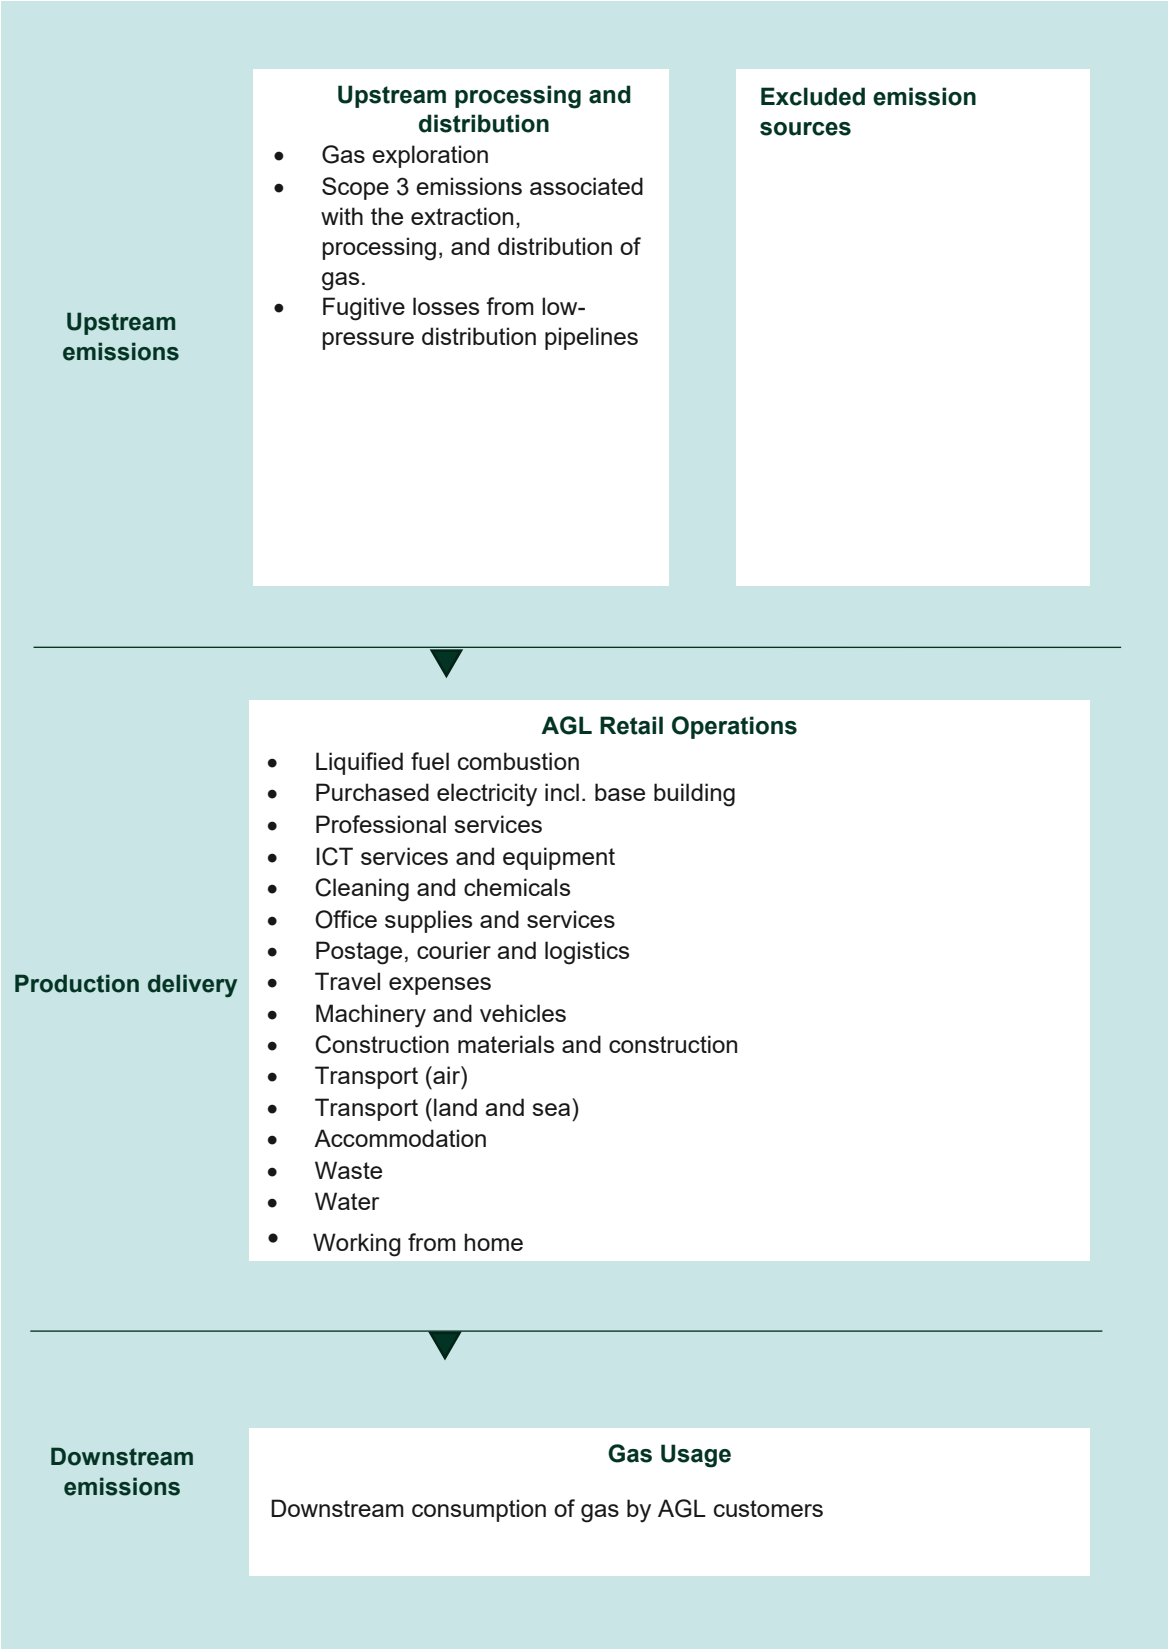 Upstream
emissions
Upstream processing and
distribution
• Gas exploration
• Scope 3 emissions associated
with the extraction,
processing, and distribution of
gas.
• Fugitive losses from low-
pressure distribution pipelines
Excluded emission
sources
Production delivery
AGL Retail Operations
• Liquified fuel combustion
• Purchased electricity incl. base building
• Professional services
• ICT services and equipment
• Cleaning and chemicals
• Office supplies and services
• Postage, courier and logistics
• Travel expenses
• Machinery and vehicles
• Construction materials and construction
• Transport (air)
• Transport (land and sea)
• Accommodation
• Waste
• Water
• Working from home
Downstream
emissions
Gas Usage
Downstream consumption of gas by AGL customers